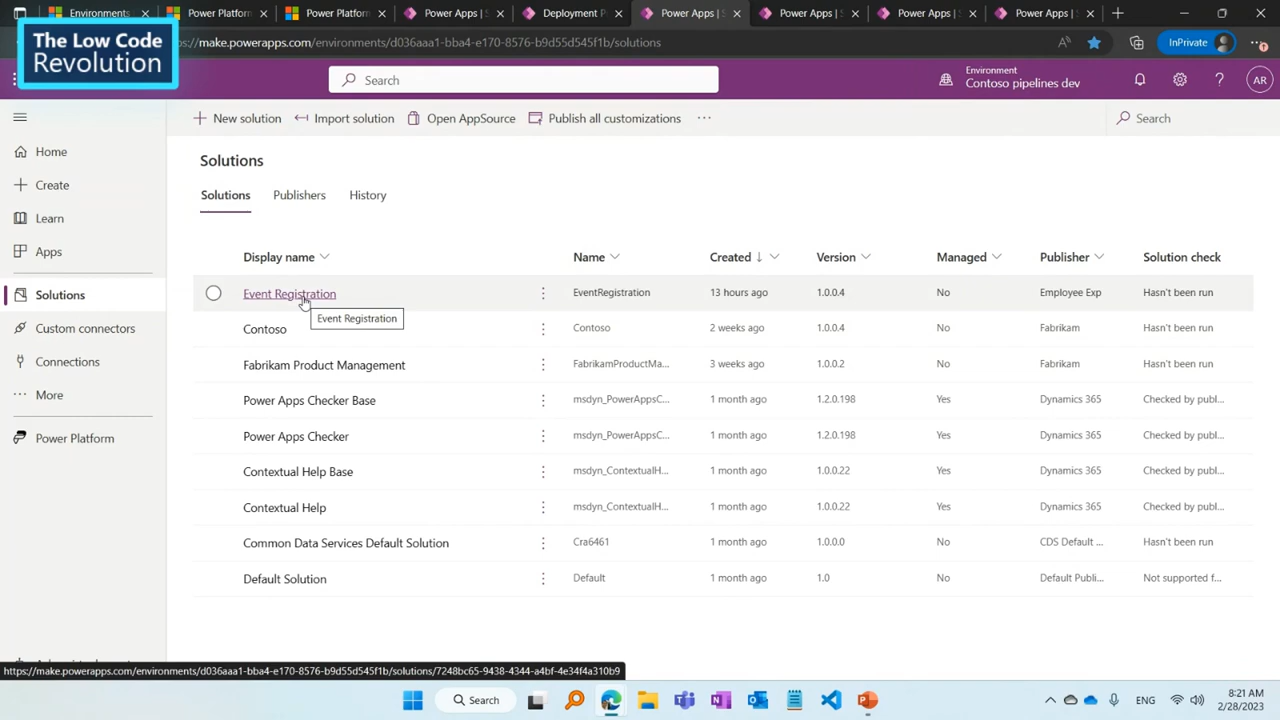 Environments
Power Platform
Power Platform
Power Apps |
Deployment P
Power Apps |
Power Apps | S
Power Apps | S
The Low Code
Revolution
s://make.powerapps.com/environments/d036aaa1-bba4-e170-8576-b9d55d545f1b/solutions
InPrivate
Search
Environment
Contoso pipelines dev
AR
New solution
Import solution
Open AppSource
Publish all customizations
Search
Home
Create
Learn
Apps
Solutions
Custom connectors
Connections
More
Power Platform
Solutions
Solutions Publishers History
Display name Name Created Version Managed Publisher Solution check
Event Registration EventRegistration 13 hours ago 1.0.0.4 No Employee Exp Hasn't been run
Event Registration
Contoso Contoso 2 weeks ago 1.0.0.4 No Fabrikam Hasn't been run
Fabrikam Product Management FabrikamProductMa... 3 weeks ago 1.0.0.2 No Fabrikam Hasn't been run
Power Apps Checker Base msdyn_PowerAppsC... 1 month ago 1.2.0.198 Yes Dynamics 365 Checked by publ...
Power Apps Checker msdyn_PowerAppsC... 1 month ago 1.2.0.198 Yes Dynamics 365 Checked by publ...
Contextual Help Base msdyn_ContextualH... 1 month ago 1.0.0.22 Yes Dynamics 365 Checked by publ...
Contextual Help msdyn_ContextualH... 1 month ago 1.0.0.22 Yes Dynamics 365 Checked by publ...
Common Data Services Default Solution Cra6461 1 month ago 1.0.0.0 No CDS Default ... Hasn't been run
Default Solution Default 1 month ago 1.0 No Default Publi... Not supported f...
https://make.powerapps.com/environments/d036aaa1-bba4-e170-8576-b9d55d545f1b/solutions/7248bc65-9438-4344-a4bf-4e34f4a310b9
Search
ENG
8:21 AM
2/28/2023